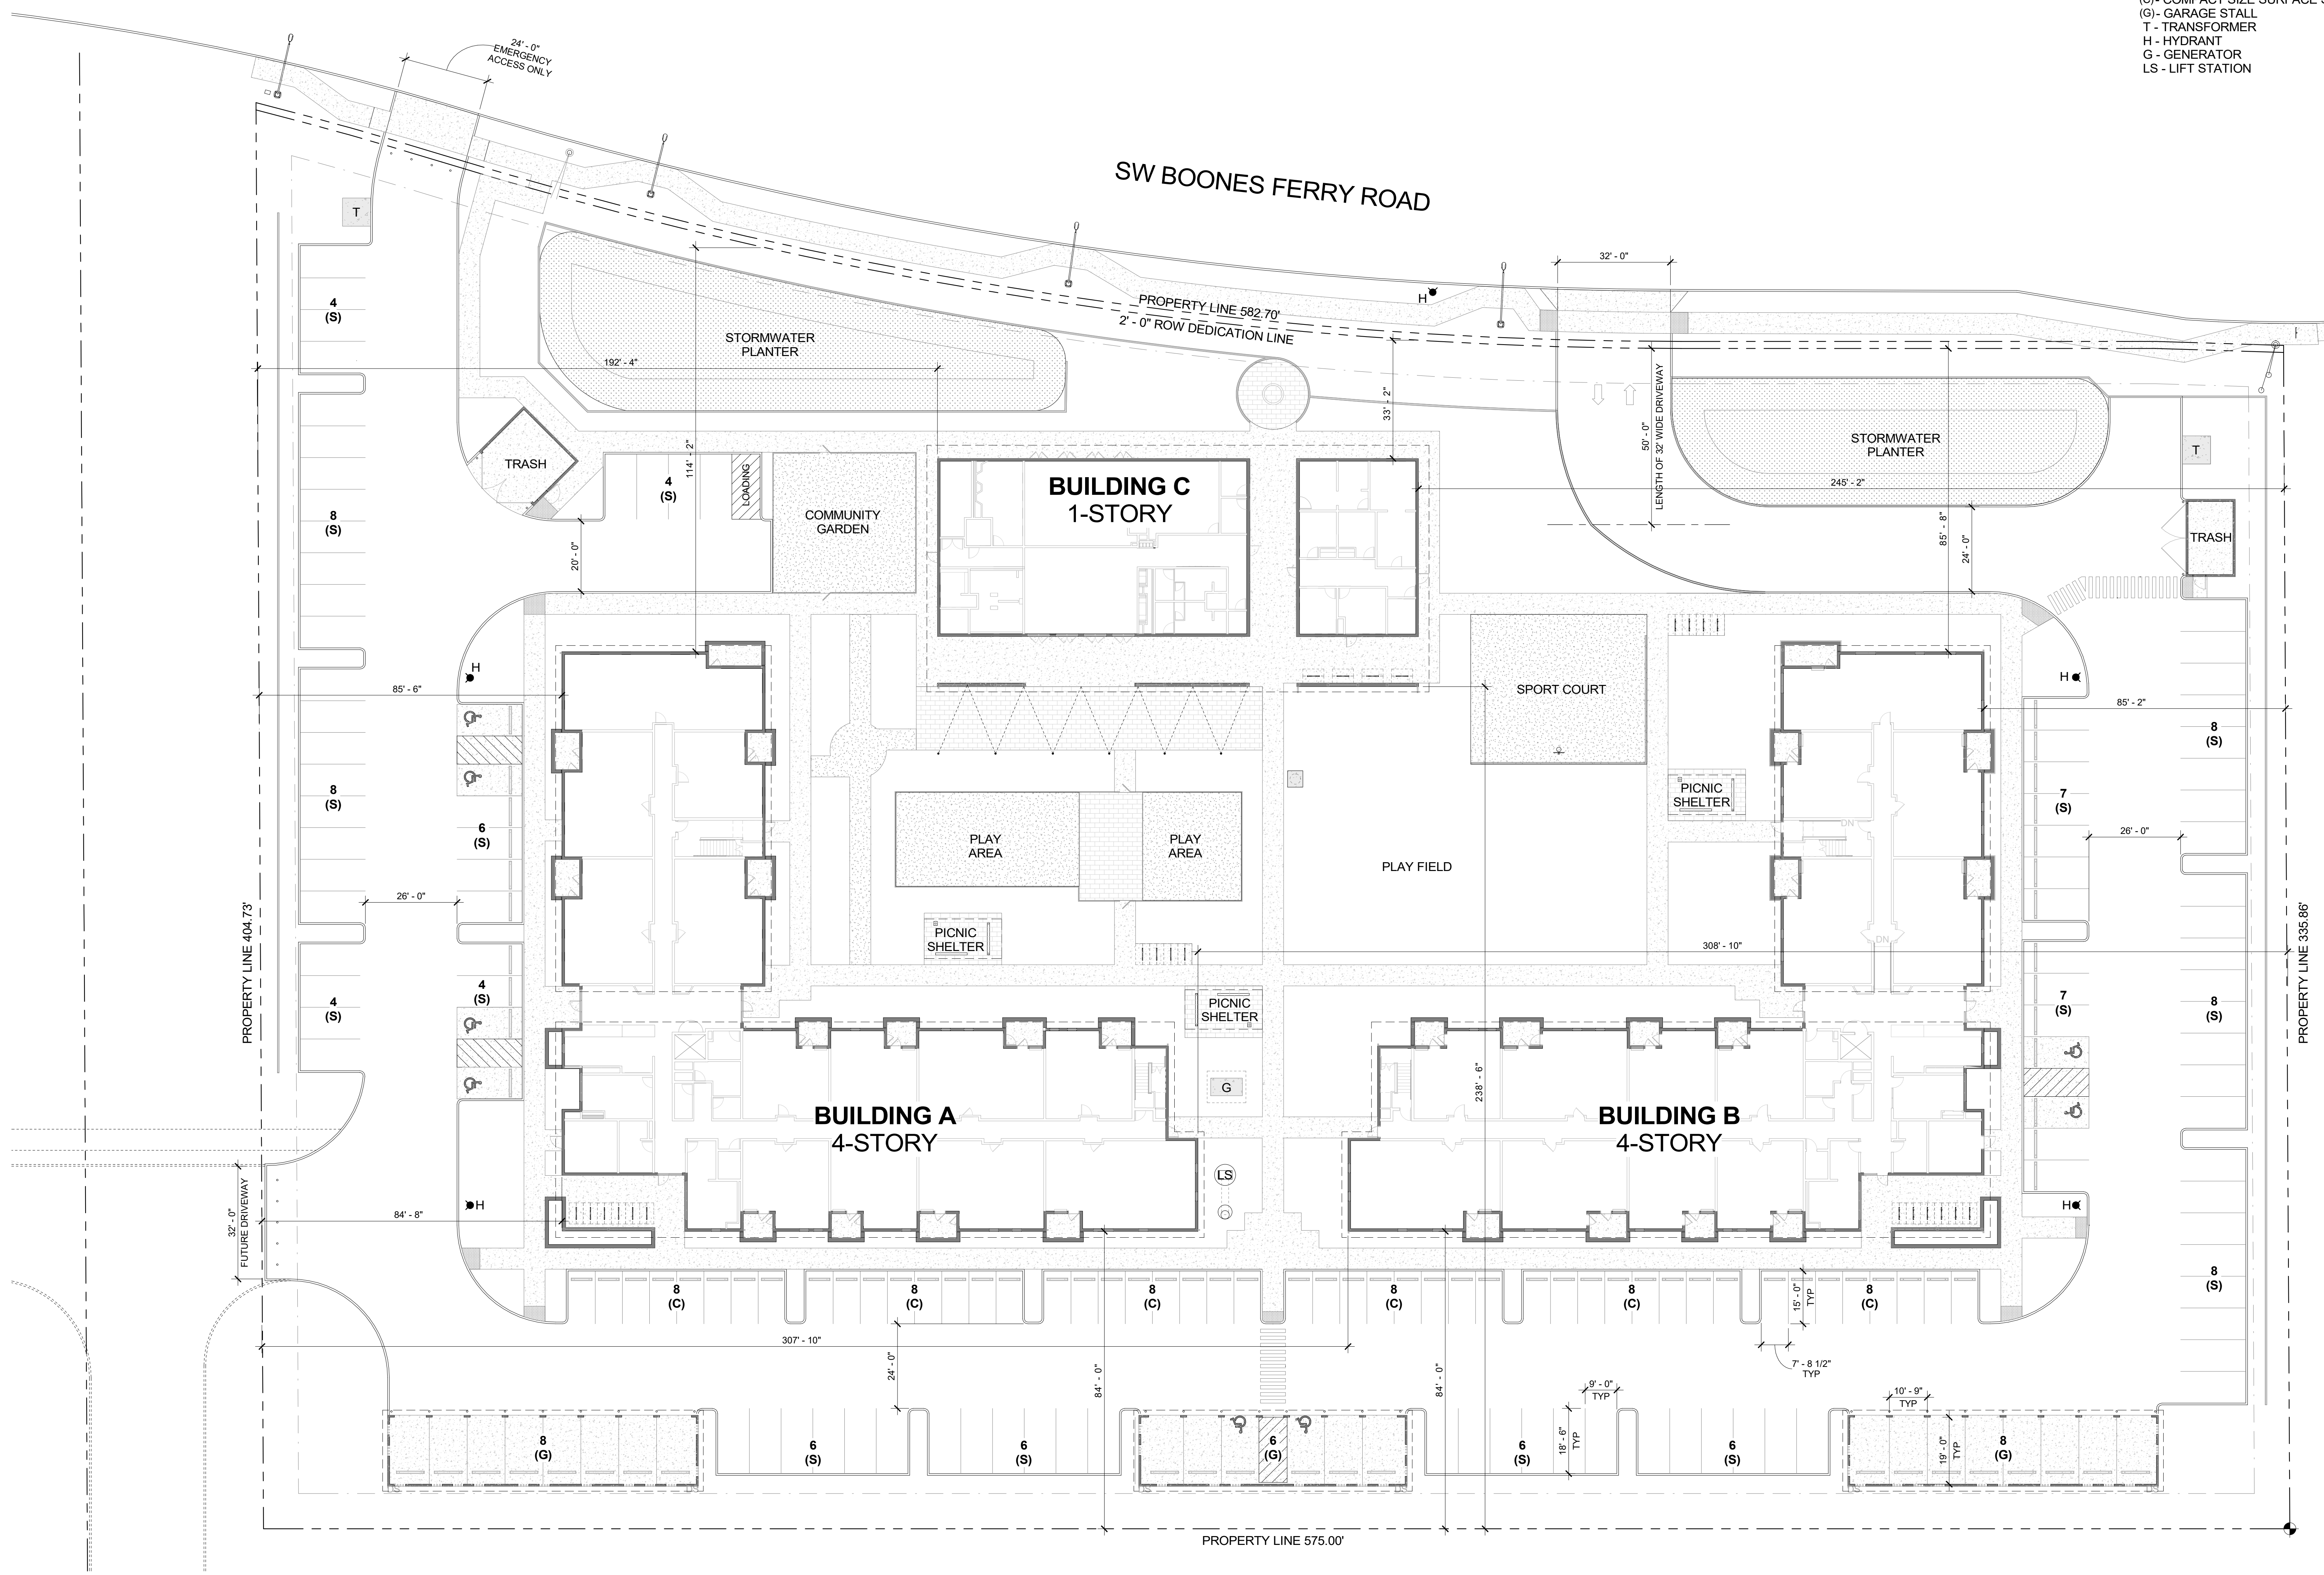 (C)- COMPACT SIZE SURFACE
(G)- GARAGE STALL
T - TRANSFORMER
H - HYDRANT
G - GENERATOR
LS - LIFT STATION
24' - 0"
EMERGENCY
ACCESS ONLY
SW BOONES FERRY ROAD
T
32' - 0"
H
PROPERTY LINE 582.70'
2' - 0" ROW DEDICATION LINE
4
(S)
STORMWATER
PLANTER
192' - 4"
33' - 2"
50' - 0"
LENGTH OF 32' WIDE DRIVEWAY
STORMWATER
PLANTER
T
114' - 2"
TRASH
4
(S)
LOADING
COMMUNITY
GARDEN
BUILDING C
1-STORY
245' - 2"
85' - 8"
24' - 0"
TRASH
8
(S)
20' - 0"
H
85' - 6"
SPORT COURT
H
85' - 2"
8
(S)
8
(S)
6
(S)
PICNIC
SHELTER
7
(S)
DN
26' - 0"
PLAY
AREA
PLAY
AREA
PLAY FIELD
26' - 0"
PROPERTY LINE 404.73'
PICNIC
SHELTER
DN
308' - 10"
PROPERTY LINE 335.86'
4
(S)
4
(S)
PICNIC
SHELTER
7
(S)
8
(S)
G
238' - 6"
BUILDING A
4-STORY
BUILDING B
4-STORY
LS
32' - 0"
FUTURE DRIVEWAY
84' - 8"
H
H
8
(C)
8
(C)
8
(C)
8
(C)
8
(C)
8
(C)
15' - 0"
TYP
8
(S)
307' - 10"
24' - 0"
84' - 0"
84' - 0"
7' - 8 1/2"
TYP
9' - 0"
TYP
10' - 9"
TYP
8
(G)
6
(S)
6
(S)
6
(G)
6
(S)
18' - 6"
TYP
6
(S)
19' - 0"
TYP
8
(G)
PROPERTY LINE 575.00'